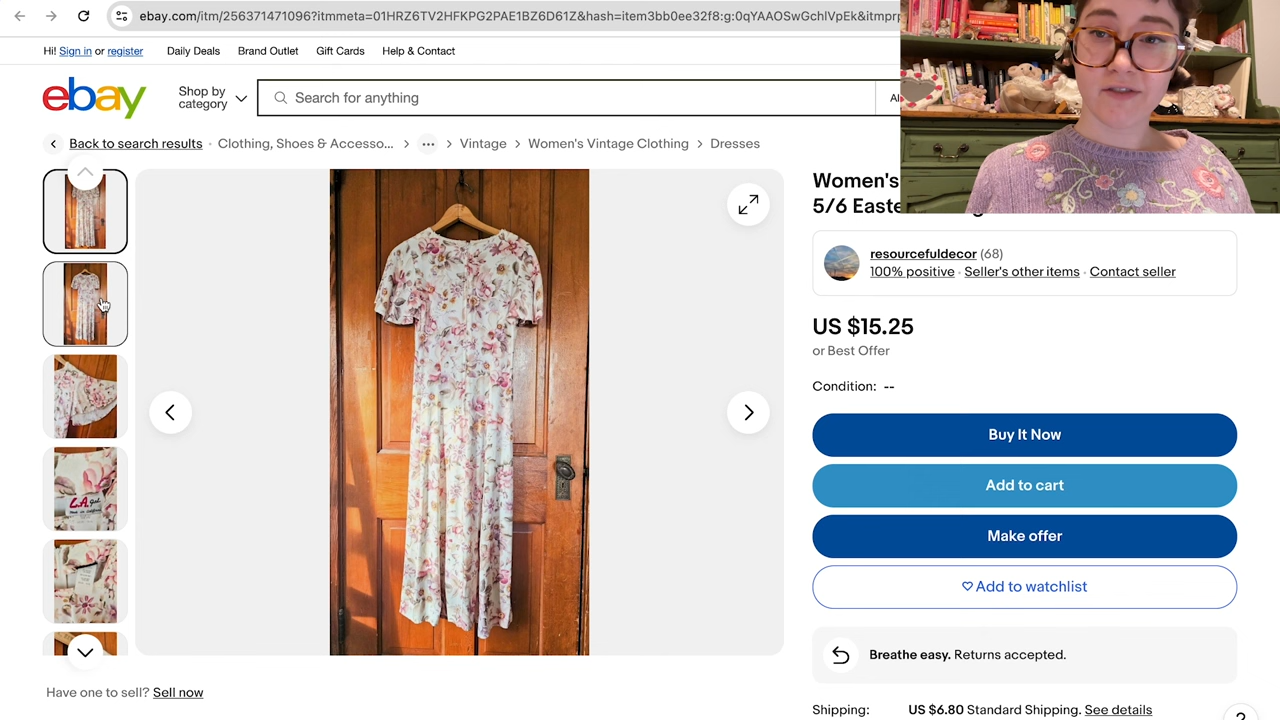 ebay.com/itm/256371471096?itmmeta=01HRZ6TV2HFKPG2PAE1BZ6D61Z&hash=item3bb0ee32f8:g:0qYAAOSwGchlVpEk&itmprp
Hi! Sign in or register
Daily Deals
Brand Outlet
Gift Cards
Help & Contact
ebay
Shop by
category
Search for anything
Back to search results · Clothing, Shoes & Accesso... > ... > Vintage > Women's Vintage Clothing > Dresses
Women's
5/6 Easte
resourcefuldecor (68)
100% positive · Seller's other items · Contact seller
US $15.25
or Best Offer
Condition: --
Buy It Now
Add to cart
Make offer
Add to watchlist
L.A. Girl
Breathe easy. Returns accepted.
Have one to sell? Sell now
Shipping: US $6.80 Standard Shipping. See details